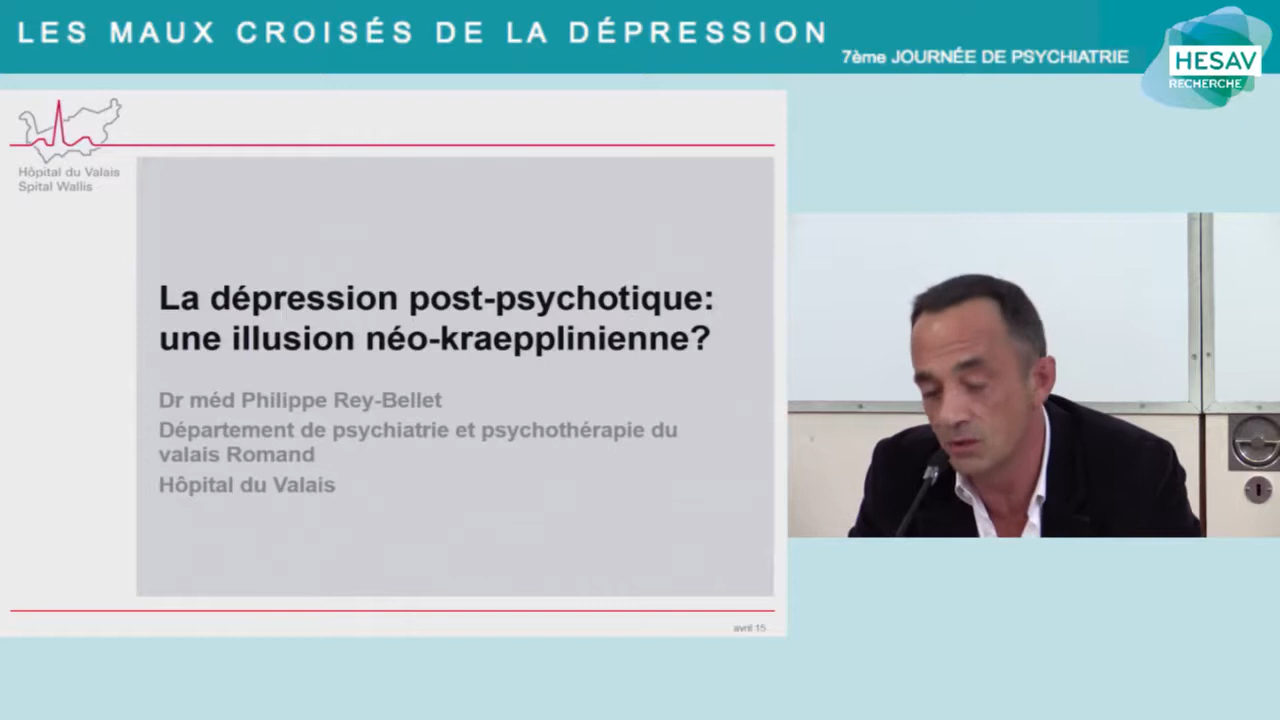 LES MAUX CROISÉS DE LA DÉPRESSION
7ème JOURNÉE DE PSYCHIATRIE
HESAV
RECHERCHE
Hôpital du Valais
Spital Wallis
La dépression post-psychotique:
une illusion néo-kraepplinienne?
Dr méd Philippe Rey-Bellet
Département de psychiatrie et psychothérapie du
valais Romand
Hôpital du Valais
avril 15